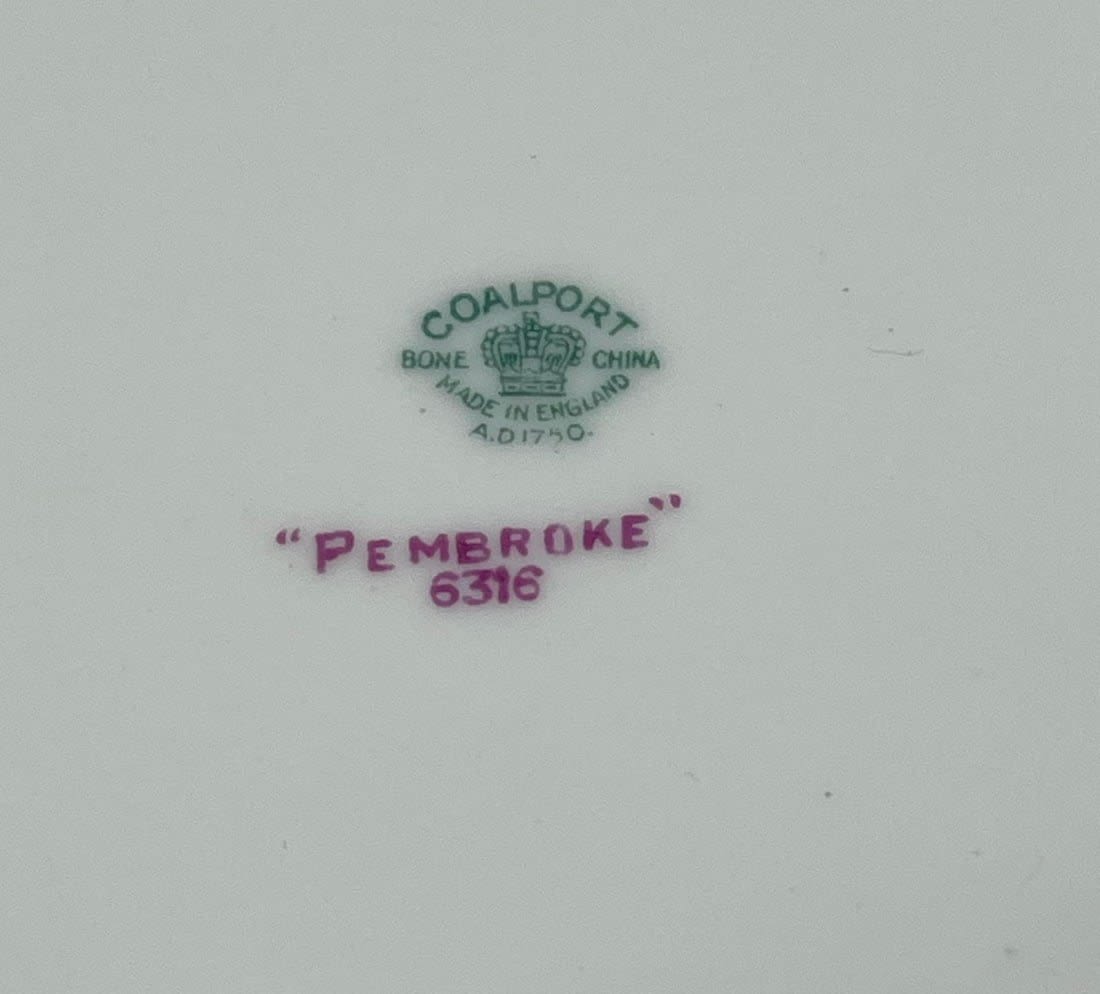 COALPORT
BONE CHINA
MADE IN ENGLAND
A.D 1750.
"PEMBROKE"
6316